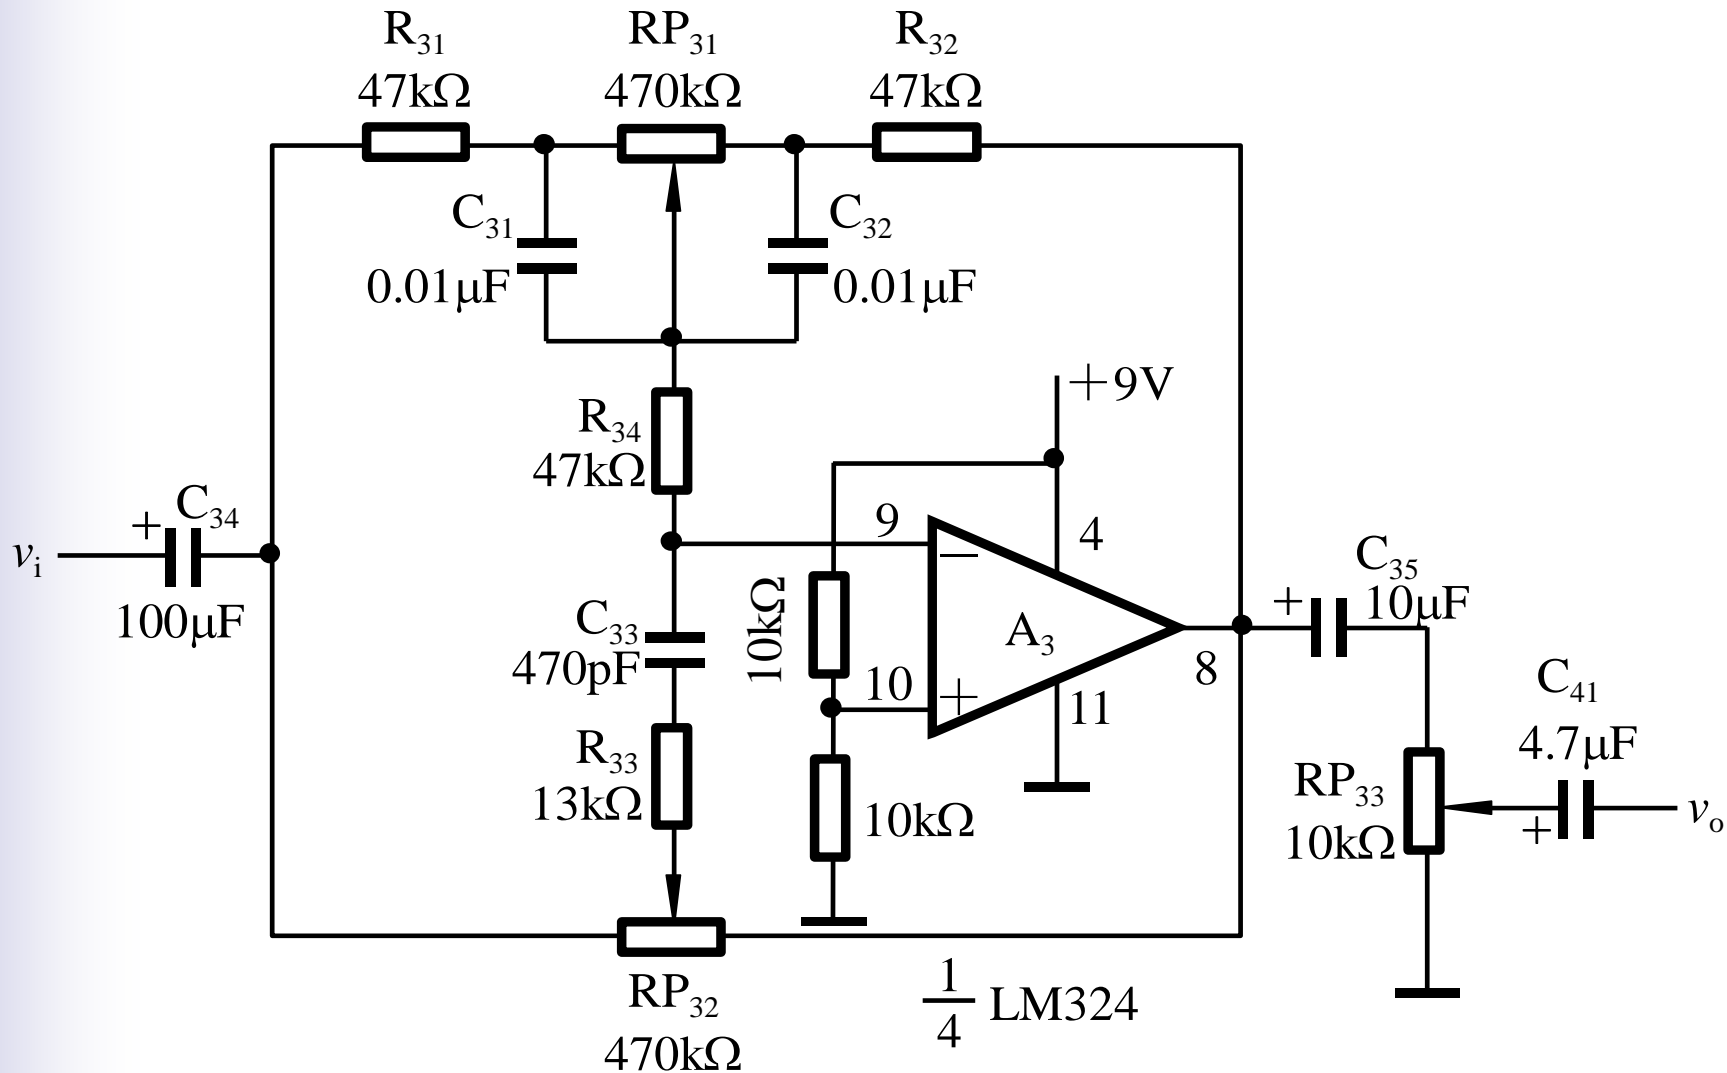 R31
47kΩ
RP31
470kΩ
R32
47kΩ
C31
0.01μF
C32
0.01μF
+9V
R34
47kΩ
9
4
−
+
C34
100μF
vi
C35
+
10μF
C33
470pF
10kΩ
A3
10
+
8
11
C41
4.7μF
R33
13kΩ
10kΩ
RP33
10kΩ
+
vo
RP32
470kΩ
1
4
LM324